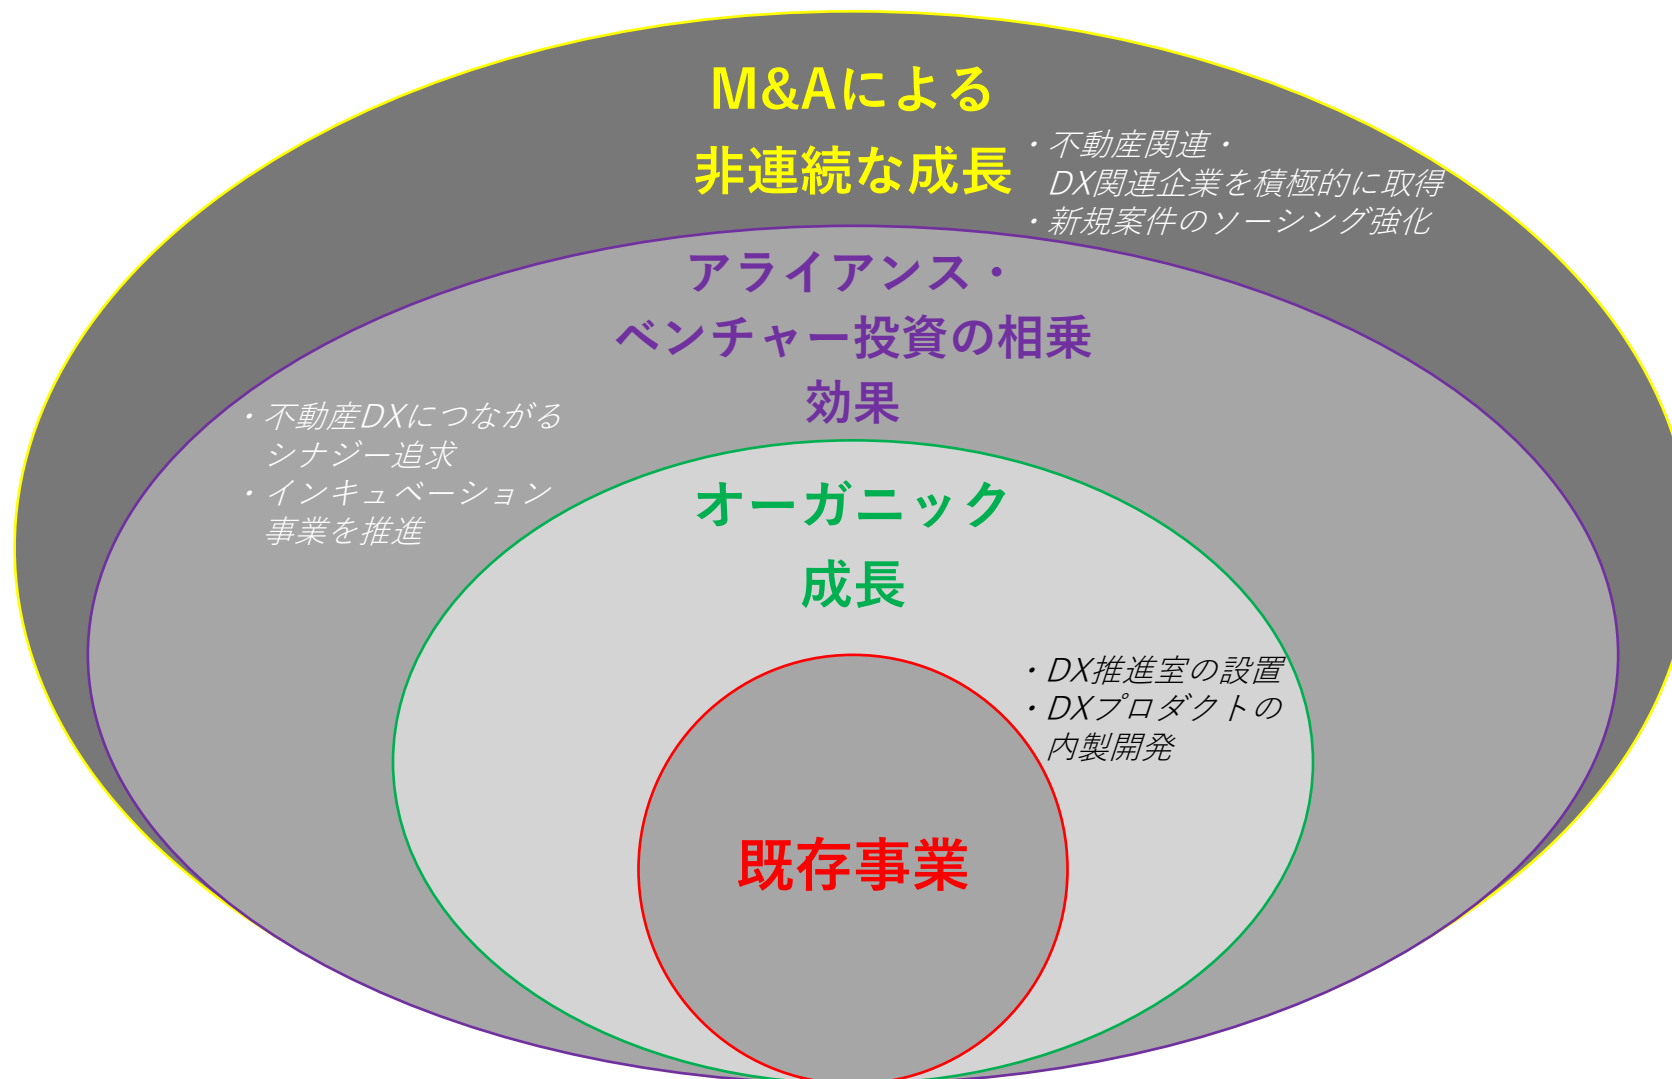 M&Aによる
非連続な成長
・不動産関連・
DX関連企業を積極的に取得
・新規案件のソーシング強化
アライアンス・
ベンチャー投資の相乗
効果
・不動産DXにつながる
シナジー追求
・インキュベーション
事業を推進
オーガニック
成長
・DX推進室の設置
・DXプロダクトの
内製開発
既存事業